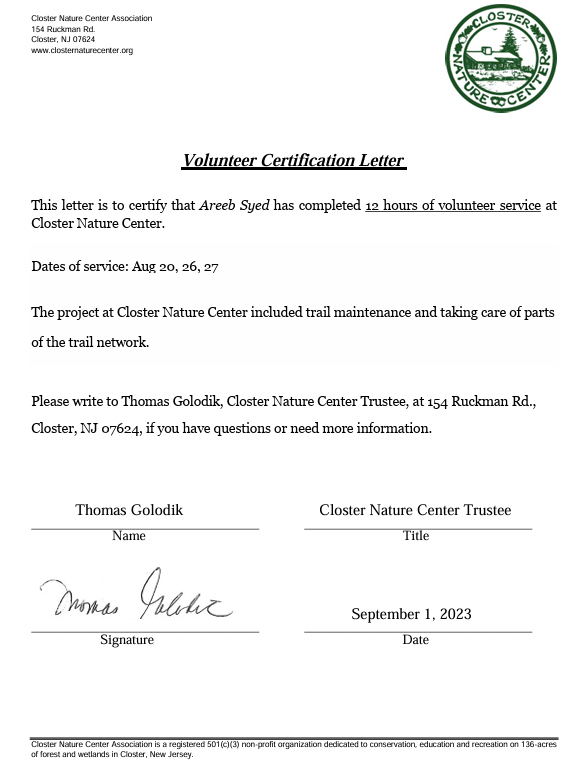 Closter Nature Center Association
154 Ruckman Rd.
Closter, NJ 07624
www.closternaturecenter.org
CLOSTER
NATURE CENTER
Volunteer Certification Letter
This letter is to certify that Areeb Syed has completed 12 hours of volunteer service at
Closter Nature Center.
Dates of service: Aug 20, 26, 27
The project at Closter Nature Center included trail maintenance and taking care of parts
of the trail network.
Please write to Thomas Golodik, Closter Nature Center Trustee, at 154 Ruckman Rd.,
Closter, NJ 07624, if you have questions or need more information.
Thomas Golodik
Closter Nature Center Trustee
Name
Title
Thomas Golodik
September 1, 2023
Signature
Date
Closter Nature Center Association is a registered 501(c)(3) non-profit organization dedicated to conservation, education and recreation on 136-acres
of forest and wetlands in Closter, New Jersey.